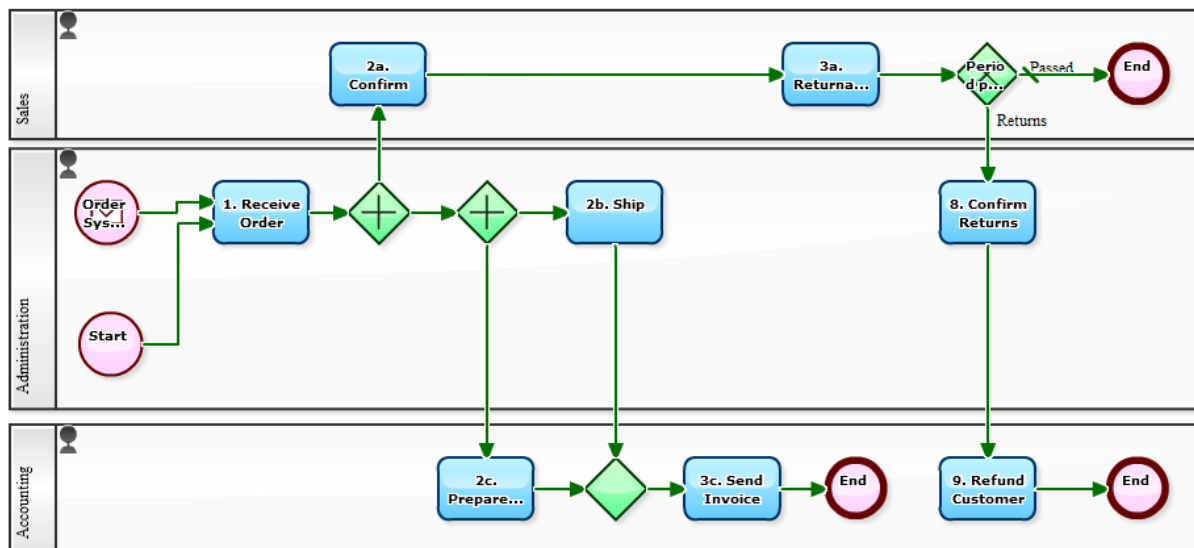 Sales
2a.
Confirm
3a.
Returna...
Perio
d p...
Passed
End
Returns
Administration
Order
Sys...
1. Receive
Order
2b. Ship
8. Confirm
Returns
Start
Accounting
2c.
Prepare...
3c. Send
Invoice
End
9. Refund
Customer
End